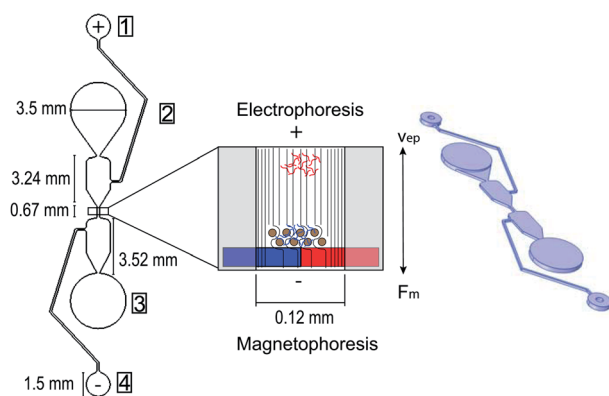 + 1
2
3.5 mm
3.24 mm
0.67 mm
3.52 mm
3
1.5 mm
- 4
Electrophoresis
+
-
0.12 mm
Magnetophoresis
vep
Fm